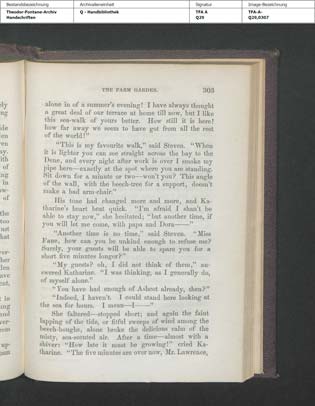 Bestandsbezeichnung
Archivalieneinheit
Signatur
Image-Bezeichnung
Theodor-Fontane-Archiv
Q - Handbibliothek
TFA A
TFA-A-
Handschriften
Q29
Q29,0307
THE FARM GARDEN. 303
alone in of a summer's evening! I have always thought
a great deal of our terrace at home till now, but I like
this sea-walk of yours better. How still it is here!
how far away we seem to have got from all the rest
of the world!"
"This is my favourite walk," said Steven. "When
it is lighter you can see straight across the bay to the
Dene, and every night after work is over I smoke my
pipe here—exactly at the spot where you are standing.
Sit down for a minute or two—won't you? This angle
of the wall, with the beech-tree for a support, doesn't
make a bad arm-chair."
His tone had changed more and more, and Ka-
tharine's heart beat quick. "I'm afraid I shan't be
able to stay now," she hesitated; "but another time, if
you will let me come, with papa and Dora——"
"Another time is no time," said Steven. "Miss
Fane, how can you be unkind enough to refuse me?
Surely, your guests will be able to spare you for a
short five minutes longer?"
"My guests? oh, I did not think of them," an-
swered Katharine. "I was thinking, as I generally do,
of myself alone."
"You have had enough of Ashcot already, then?"
"Indeed, I haven't. I could stand here looking at
the sea for hours. I mean—I——"
She faltered—stopped short; and again the faint
lapping of the tide, or fitful sweeps of wind among the
beech-boughs, alone broke the delicious calm of the
misty, sea-scented air. After a time—almost with a
shiver: "How late it must be growing!" cried Ka-
tharine. "The five minutes are over now, Mr. Lawrence,